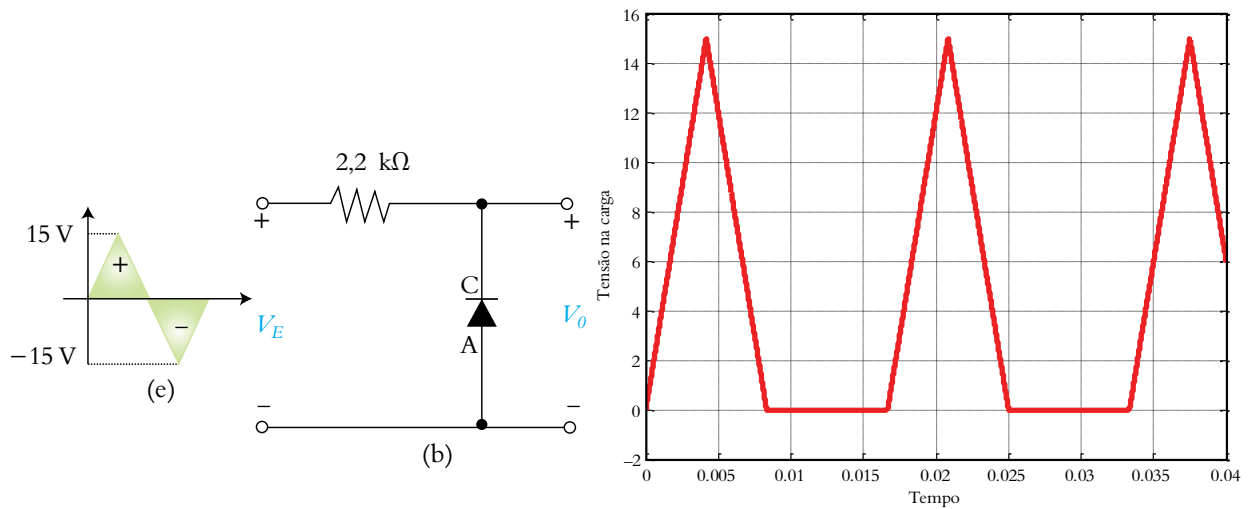 15 V
+
−
−15 V
(e)
2,2 kΩ
+
+
C
A
V_E
V_0
−
−
(b)
16
14
12
10
8
6
4
2
0
−2
Tensão na carga
0
0.005
0.01
0.015
0.02
0.025
0.03
0.035
0.04
Tempo